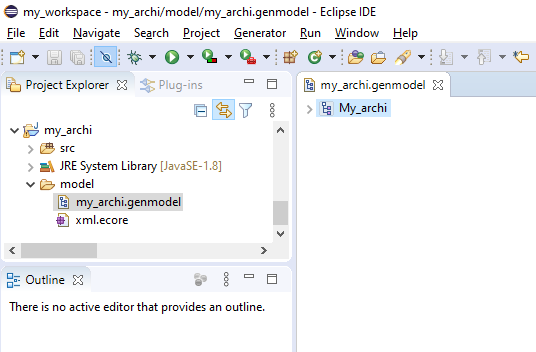 my_workspace - my_archi/model/my_archi.genmodel - Eclipse IDE
File Edit Navigate Search Project Generator Run Window Help
Project Explorer Plug-ins
my_archi
src
JRE System Library [JavaSE-1.8]
model
my_archi.genmodel
xml.ecore
Outline
There is no active editor that provides an outline.
my_archi.genmodel
My_archi